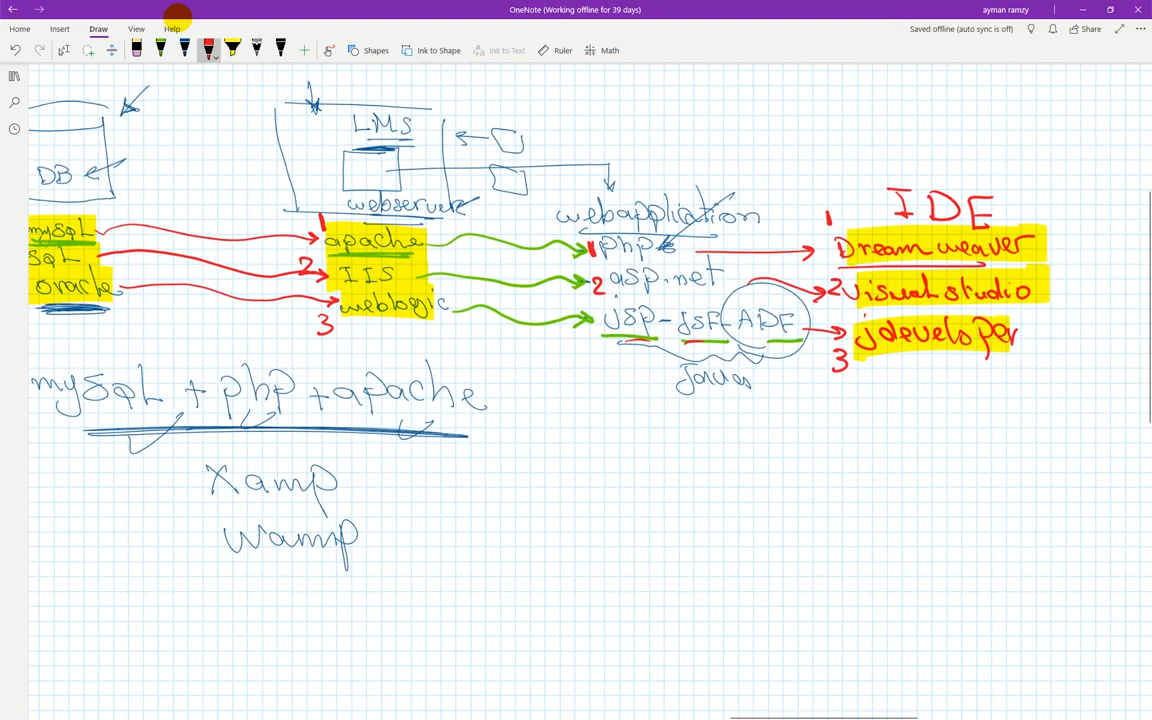 OneNote (Working offline for 39 days)
ayman ramzy
Home Insert Draw View Help
Saved offline (auto sync is off) Share
Shapes Ink to Shape Ink to Text Ruler Math
LMS
DB
webserver
webapplication
IDE
mySQL 1 apache 1 php 1 Dream weaver
SQL 2 IIS 2 asp.net 2 Visual studio
oracle 3 weblogic jsp - jsf - ADF 3 jdeveloper
mySQL + php + apache
xamp
wamp